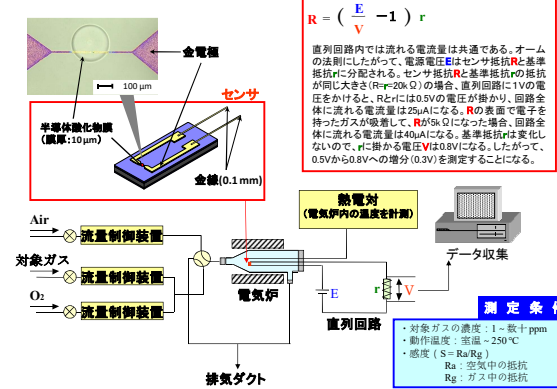 金電極
100 μm
センサ
半導体酸化物膜
(膜厚:10μm)
金線(0.1mm)
R = ( E/V −1 ) r
直列回路内では流れる電流量は共通である。オーム
の法則にしたがって、電源電圧Eはセンサ抵抗Rと基準
抵抗rに分配される。センサ抵抗Rと基準抵抗rの抵抗
が同じ大きさ(R=r=20kΩ)の場合、直列回路に1Vの電
圧をかけると、Rとrには0.5Vの電圧が掛かり、回路全
体に流れる電流量は25μAになる。Rの表面で電子を
持ったガスが吸着して、Rが5kΩになった場合、回路全
体に流れる電流量は40μAになる。基準抵抗rは変化し
ないので、rに掛かる電圧Vは0.8Vになる。したがって、
0.5Vから0.8Vへの増分(0.3V)を測定することになる。
熱電対
(電気炉内の温度を計測)
Air
流量制御装置
対象ガス
流量制御装置
O2
流量制御装置
電気炉
E
r
V
直列回路
データ収集
排気ダクト
測 定 条 件
・対象ガスの濃度：1～数十 ppm
・動作温度：室温～250℃
・感度 ( S = Ra/Rg )
Ra：空気中の抵抗
Rg：ガス中の抵抗